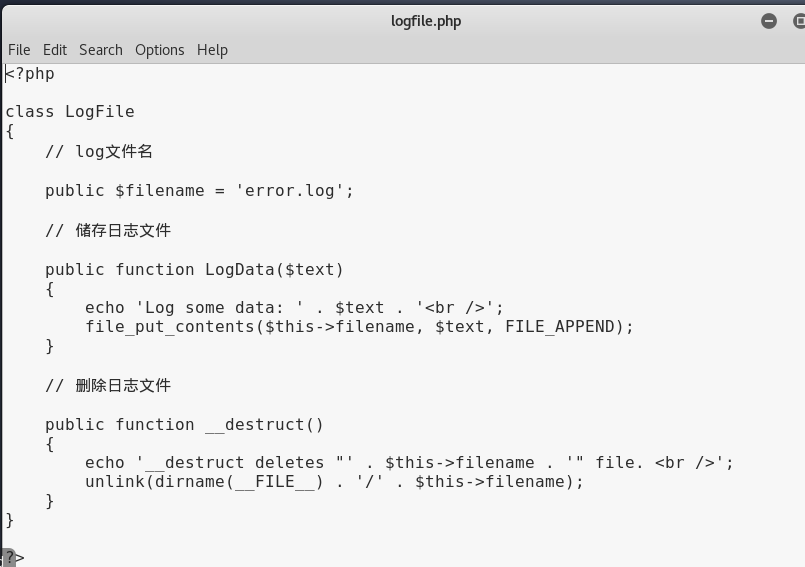 logfile.php
File Edit Search Options Help
<?php
class LogFile
{
// log文件名
public $filename = 'error.log';
// 储存日志文件
public function LogData($text)
{
echo 'Log some data: ' . $text . '<br />';
file_put_contents($this->filename, $text, FILE_APPEND);
}
// 删除日志文件
public function __destruct()
{
echo '__destruct deletes "' . $this->filename . '" file. <br />';
unlink(dirname(__FILE__) . '/' . $this->filename);
}
}
?>